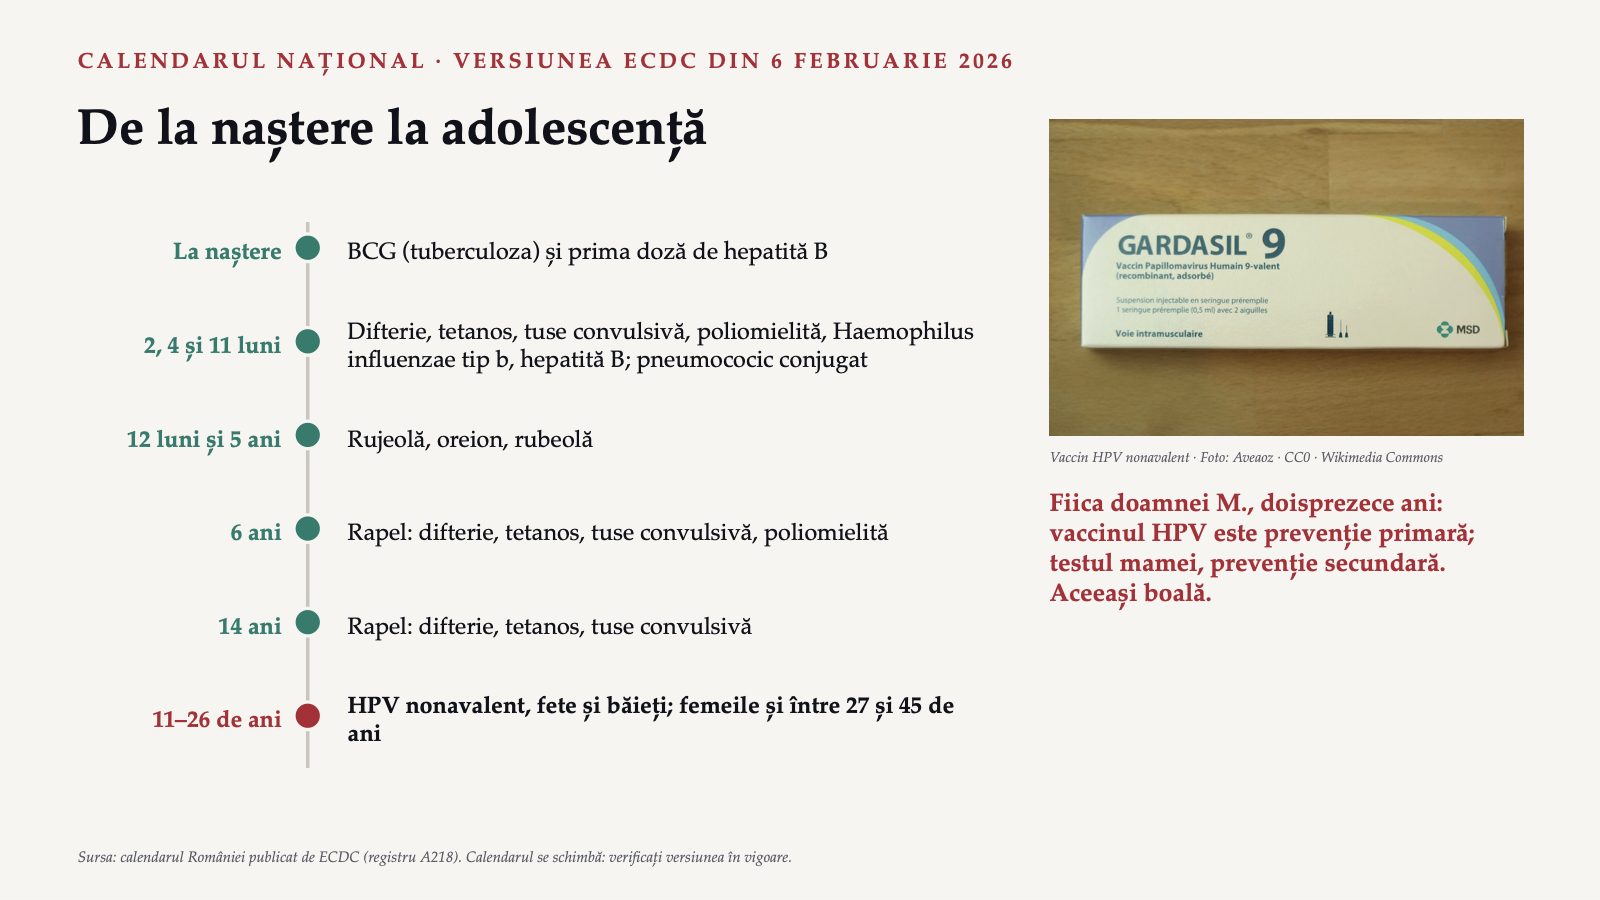 CALENDARUL NAȚIONAL · VERSIUNEA ECDC DIN 6 FEBRUARIE 2026
De la naștere la adolescență
La naștere
BCG (tuberculoza) și prima doză de hepatită B
2, 4 și 11 luni
Difterie, tetanos, tuse convulsivă, poliomielită, Haemophilus
influenzae tip b, hepatită B; pneumococic conjugat
12 luni și 5 ani
Rujeolă, oreion, rubeolă
6 ani
Rapel: difterie, tetanos, tuse convulsivă, poliomielită
14 ani
Rapel: difterie, tetanos, tuse convulsivă
11–26 de ani
HPV nonavalent, fete și băieți; femeile și între 27 și 45 de
ani
GARDASIL® 9
Vaccin Papillomavirus Humain 9-valent
(recombinant, adsorbé)
Suspension injectable en seringue préremplie
1 seringue préremplie (0,5 ml) avec 2 aiguilles
Voie intramusculaire
MSD
Vaccin HPV nonavalent · Foto: Aveaoz · CC0 · Wikimedia Commons
Fiica doamnei M., doisprezece ani:
vaccinul HPV este prevenție primară;
testul mamei, prevenție secundară.
Aceeași boală.
Sursa: calendarul României publicat de ECDC (registru A218). Calendarul se schimbă: verificați versiunea în vigoare.